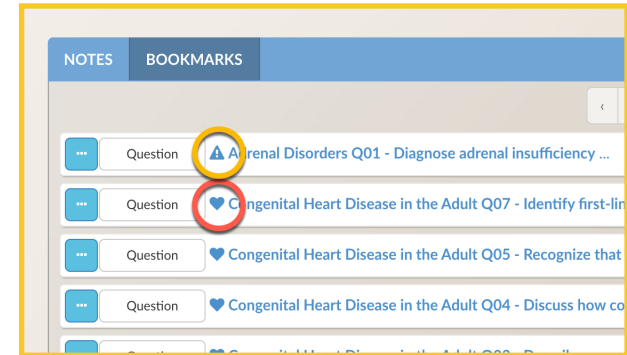 NOTES BOOKMARKS
‹
··· Question Adrenal Disorders Q01 - Diagnose adrenal insufficiency ...
··· Question Congenital Heart Disease in the Adult Q07 - Identify first-lin
··· Question Congenital Heart Disease in the Adult Q05 - Recognize that
··· Question Congenital Heart Disease in the Adult Q04 - Discuss how co